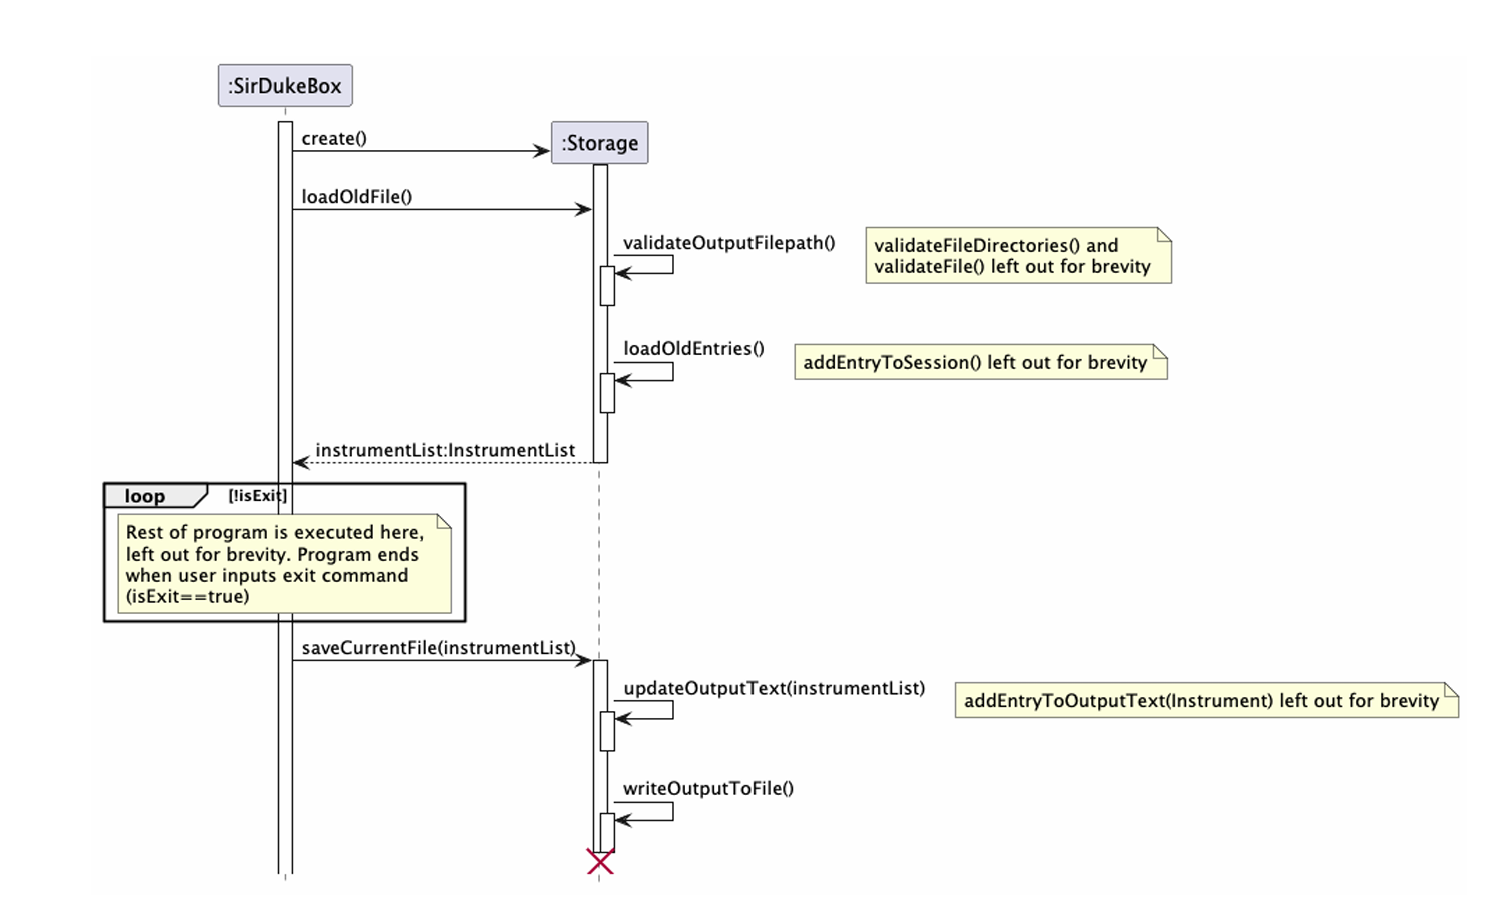 :SirDukeBox
create()
:Storage
loadOldFile()
validateOutputFilepath()
validateFileDirectories() and
validateFile() left out for brevity
loadOldEntries()
addEntryToSession() left out for brevity
instrumentList:InstrumentList
loop
[!isExit]
Rest of program is executed here,
left out for brevity. Program ends
when user inputs exit command
(isExit==true)
saveCurrentFile(instrumentList)
updateOutputText(instrumentList)
addEntryToOutputText(Instrument) left out for brevity
writeOutputToFile()